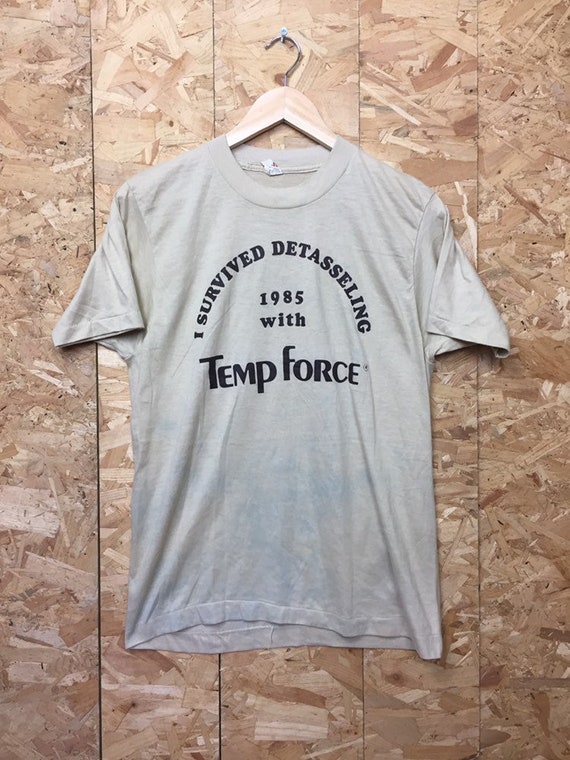 I SURVIVED DETASSELING
1985
with
TEMP FORCE®